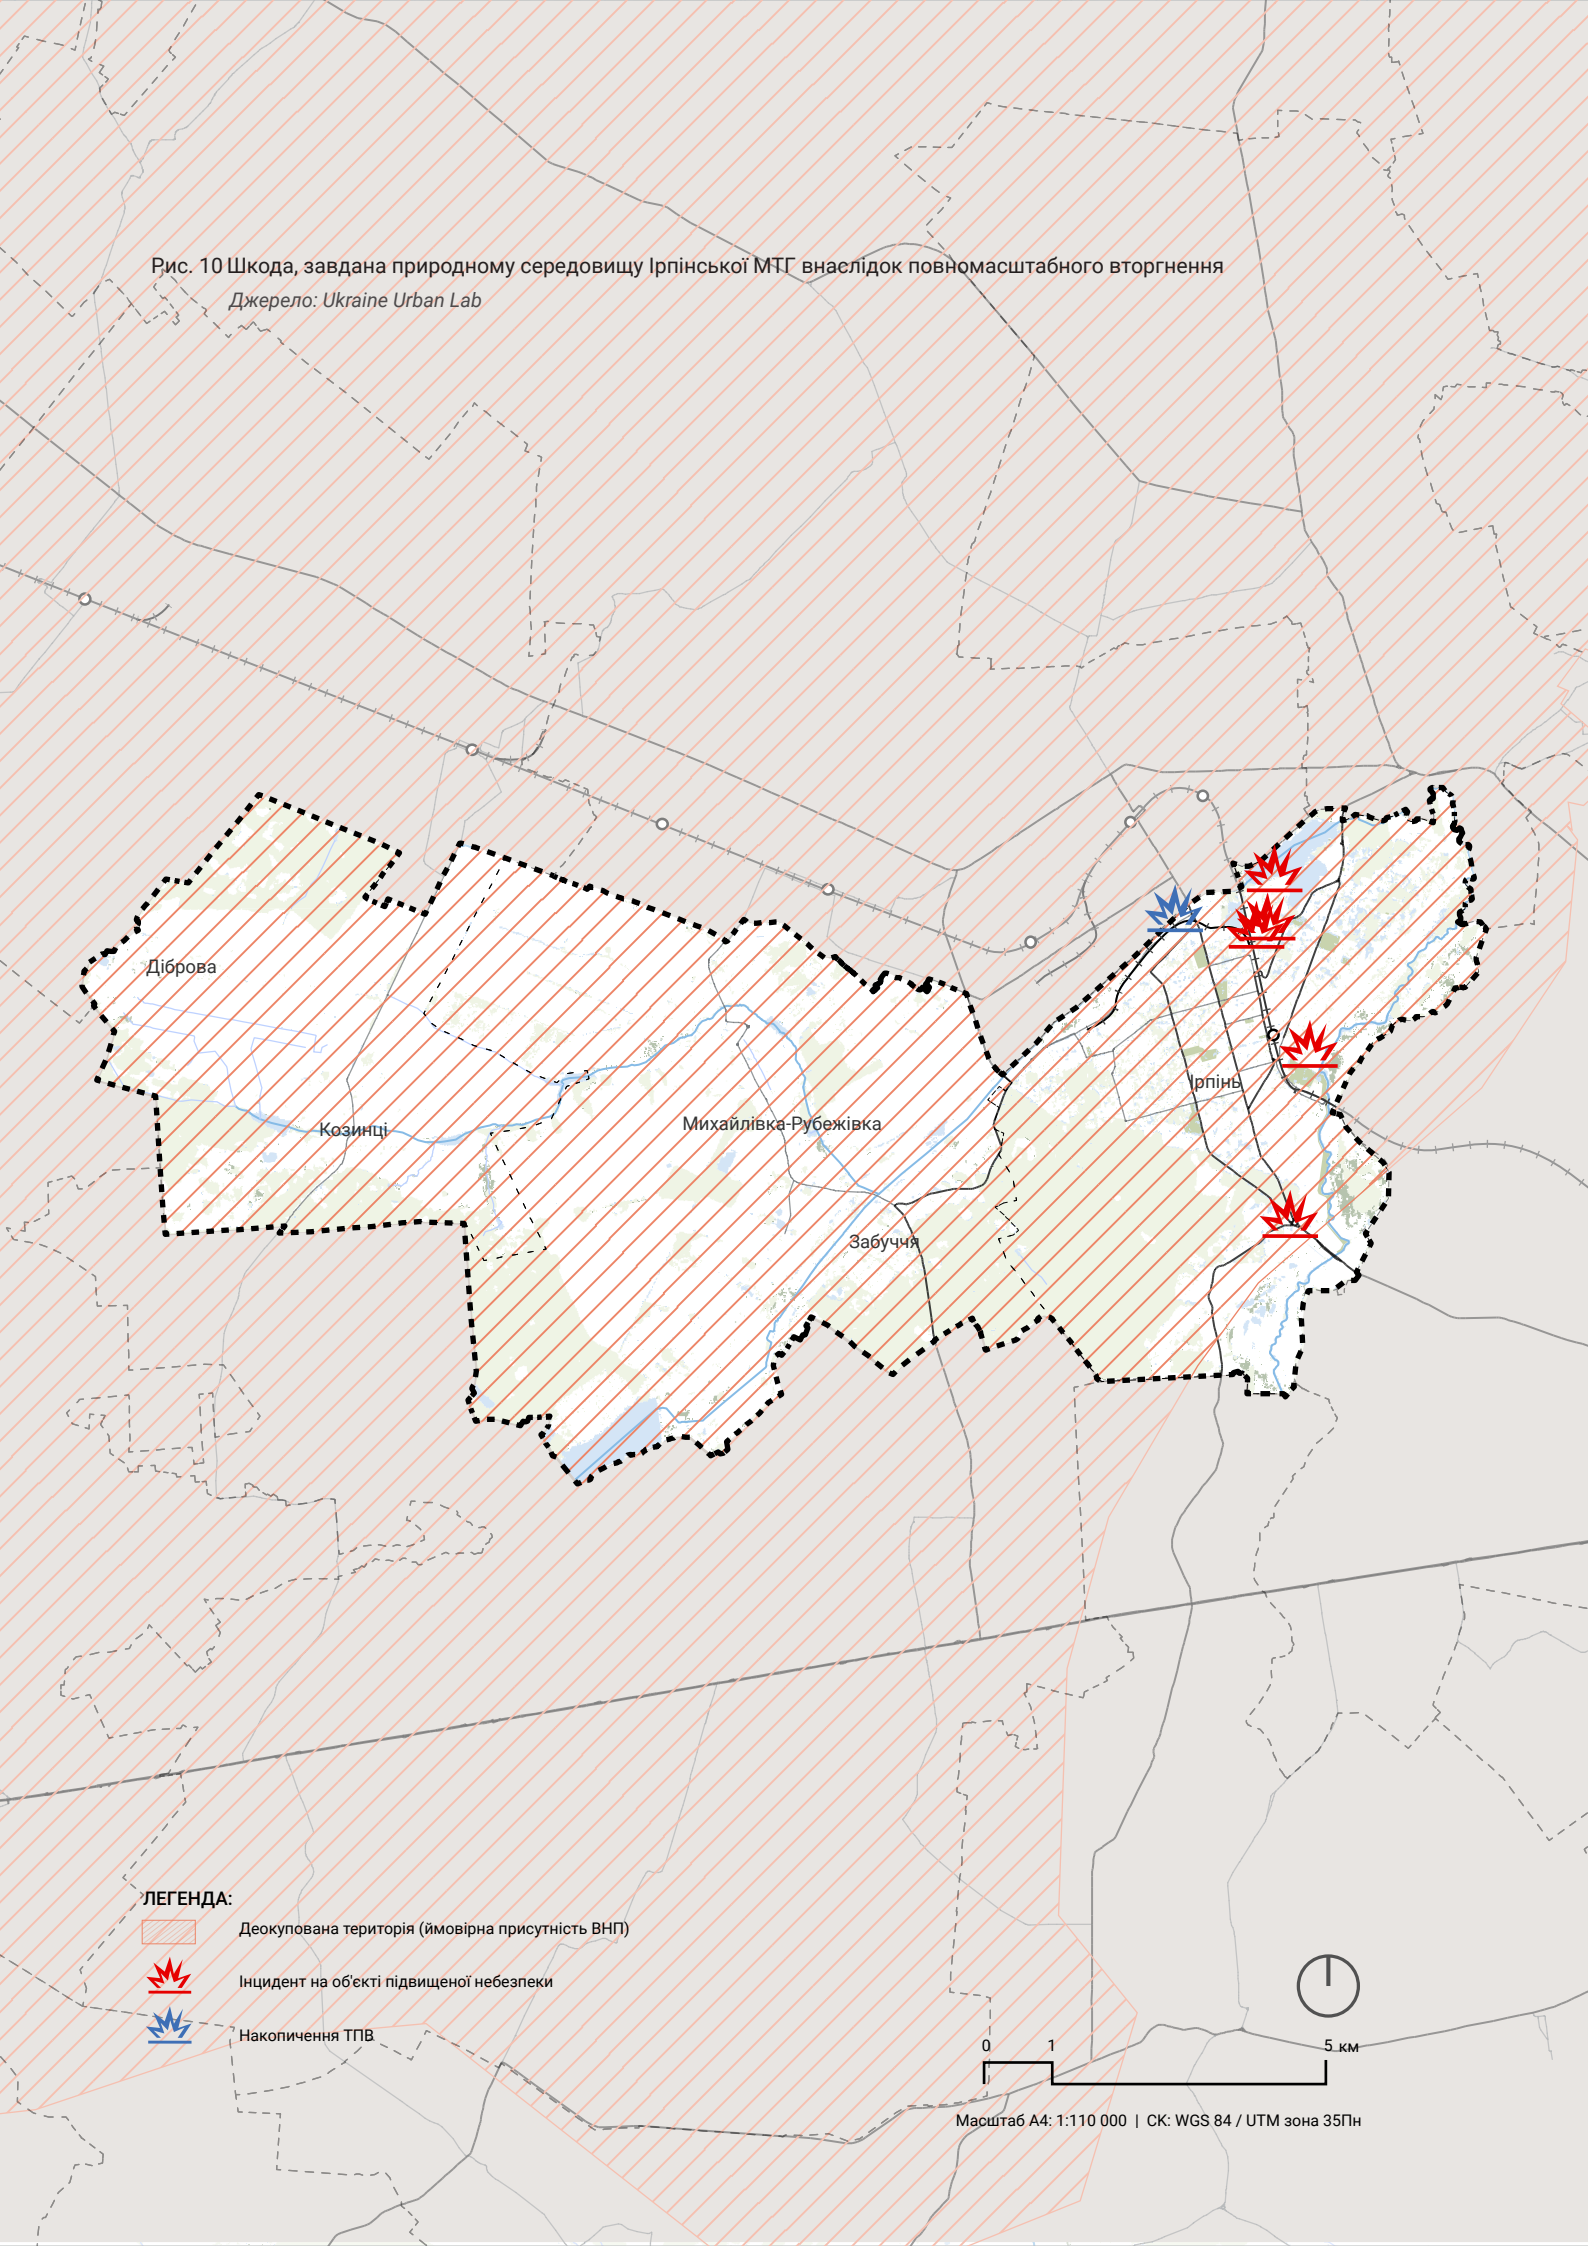 Рис. 10 Шкода, завдана природному середовищу Ірпінської МТГ внаслідок повномасштабного вторгнення
Джерело: Ukraine Urban Lab
Діброва
Ірпінь
Козинці
Михайлівка-Рубежівка
Забуччя
ЛЕГЕНДА:
Деокупована територія (ймовірна присутність ВНП)
Інцидент на об'єкті підвищеної небезпеки
Накопичення ТПВ
0 1 5 км
Масштаб А4: 1:110 000 | СК: WGS 84 / UTM зона 35Пн